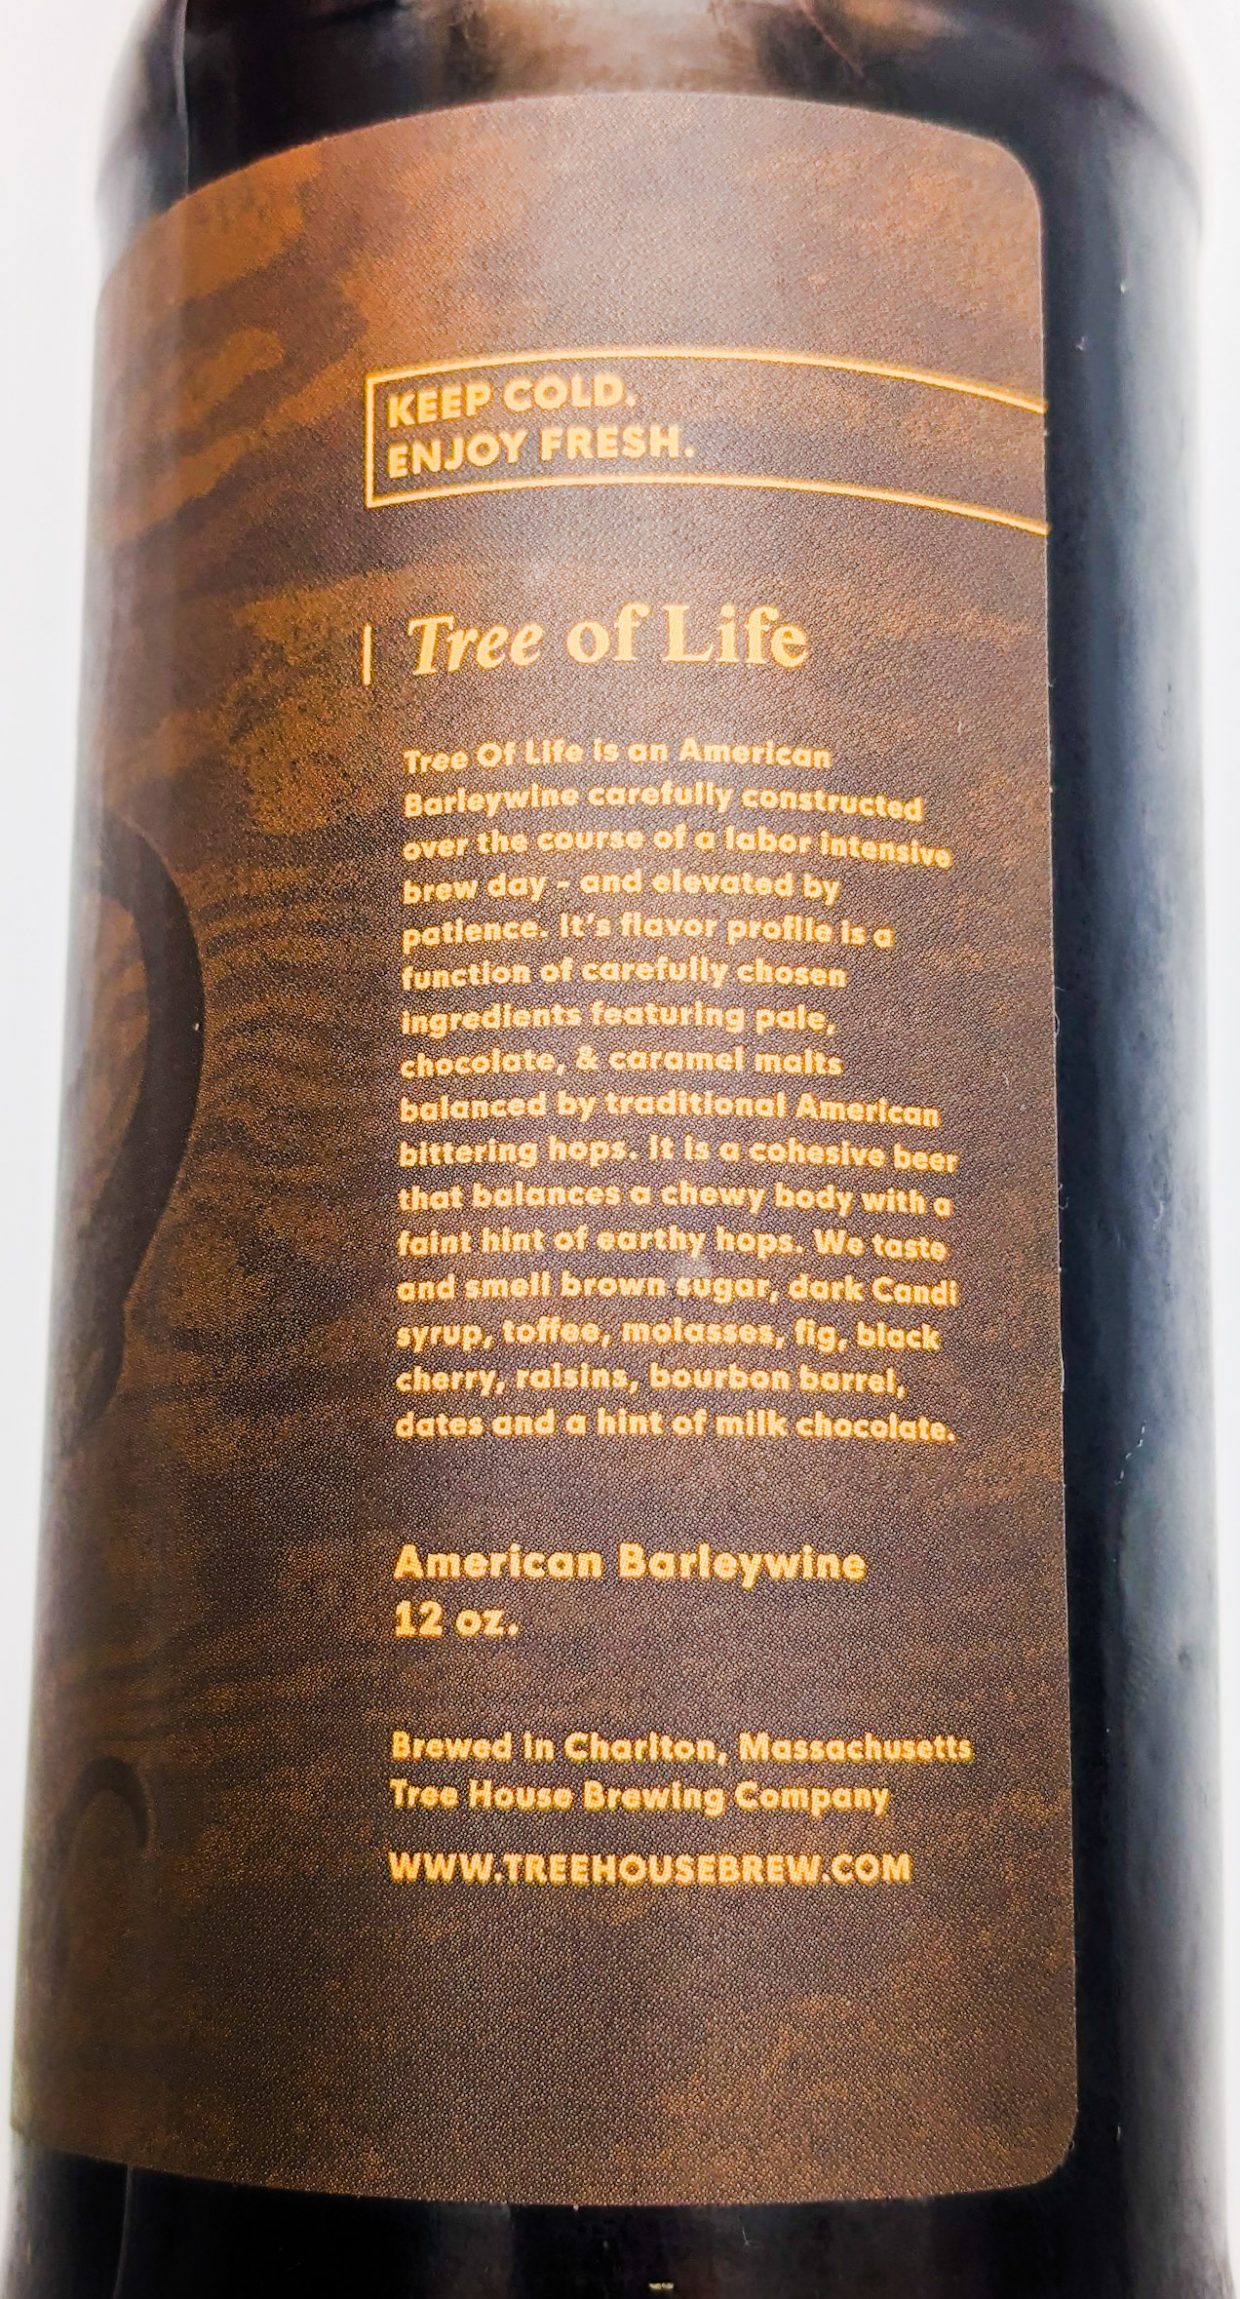 KEEP COLD.
ENJOY FRESH.
Tree of Life
Tree Of Life is an American
Barleywine carefully constructed
over the course of a labor intensive
brew day - and elevated by
patience. It's flavor profile is a
function of carefully chosen
ingredients featuring pale,
chocolate, & caramel malts
balanced by traditional American
bittering hops. It is a cohesive beer
that balances a chewy body with a
faint hint of earthy hops. We taste
and smell brown sugar, dark Candi
syrup, toffee, molasses, fig, black
cherry, raisins, bourbon barrel,
dates and a hint of milk chocolate.
American Barleywine
12 oz.
Brewed in Charlton, Massachusetts
Tree House Brewing Company
WWW.TREEHOUSEBREW.COM